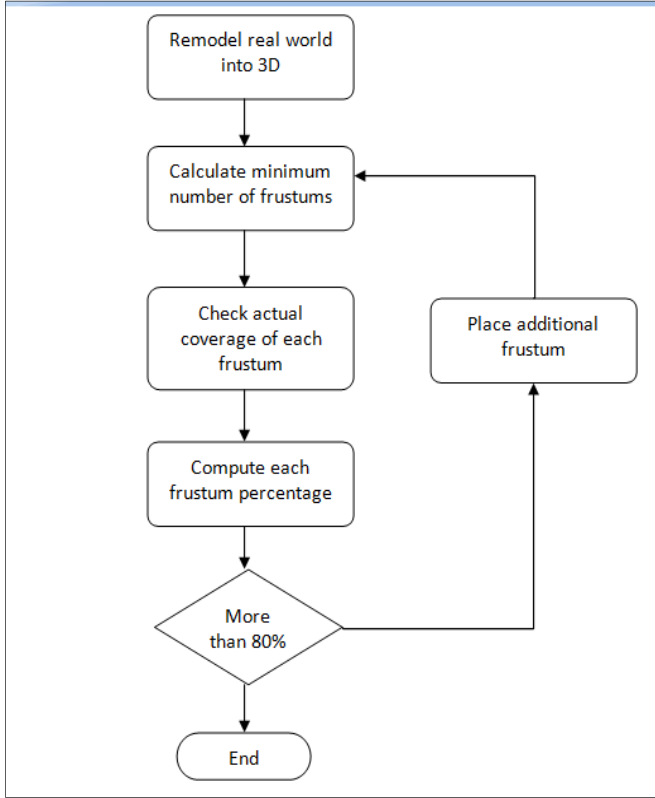 Remodel real world
into 3D
Calculate minimum
number of frustums
Check actual
coverage of each
frustum
Place additional
frustum
Compute each
frustum percentage
More
than 80%
End